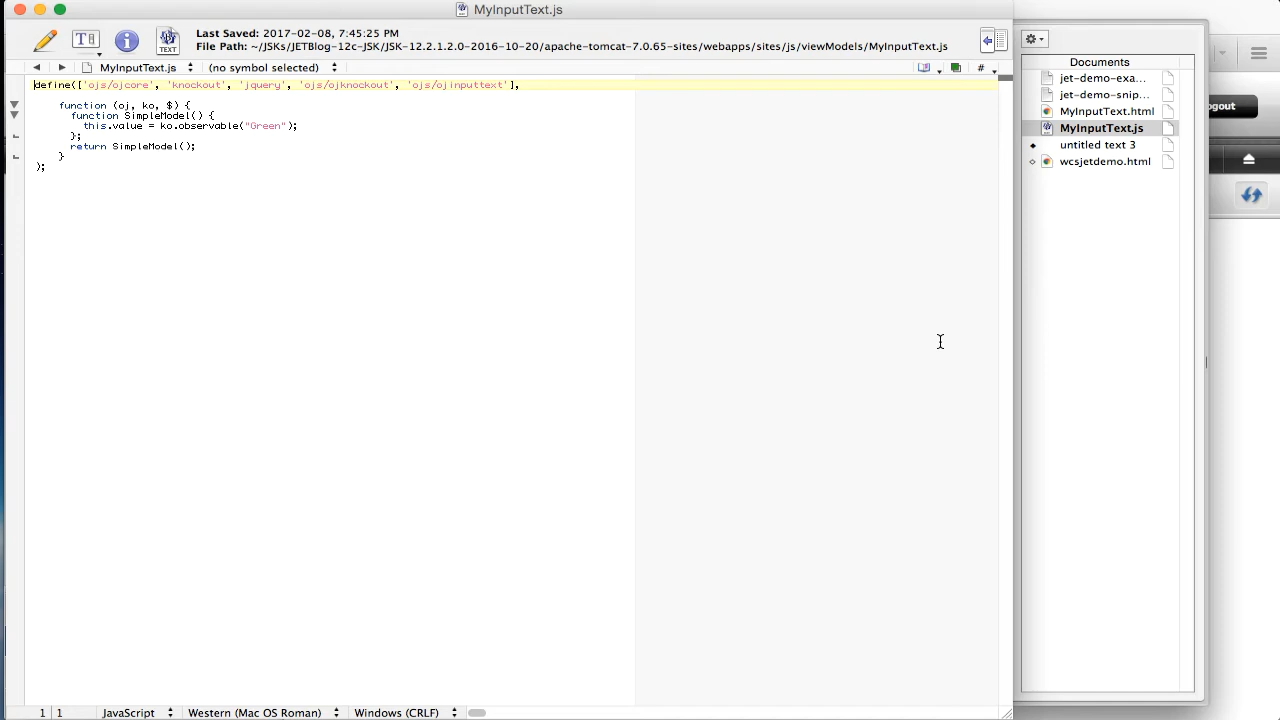 MyInputText.js
Last Saved: 2017-02-08, 7:45:25 PM
File Path: ~/JSKs/JETBlog-12c-JSK/JSK-12.2.1.2.0-2016-10-20/apache-tomcat-7.0.65-sites/webapps/sites/js/viewModels/MyInputText.js
TEXT
MyInputText.js
(no symbol selected)
#
define(['ojs/ojcore', 'knockout', 'jquery', 'ojs/ojknockout', 'ojs/ojinputtext'],
function (oj, ko, $) {
function SimpleModel() {
this.value = ko.observable("Green");
};
return SimpleModel();
}
);
1 1 JavaScript Western (Mac OS Roman) Windows (CRLF)
Documents
jet-demo-exa...
jet-demo-snip...
MyInputText.html
MyInputText.js
untitled text 3
wcsjetdemo.html
ogout